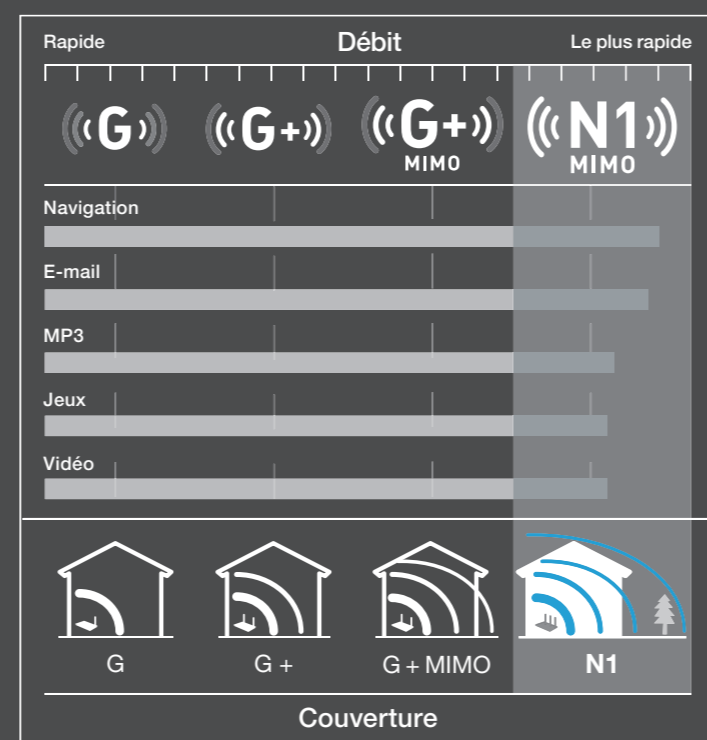 Rapide Débit Le plus rapide
G G+ G+ N1
MIMO MIMO
Navigation
E-mail
MP3
Jeux
Vidéo
G G + G + MIMO N1
Couverture